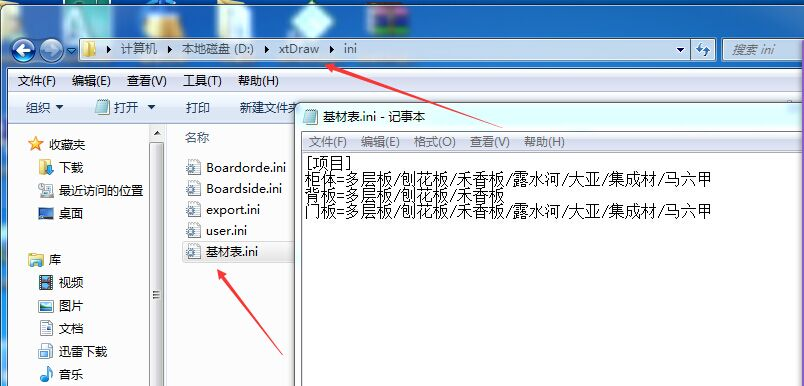 计算机 本地磁盘 (D:) xtDraw ini
搜索 ini
文件(F) 编辑(E) 查看(V) 工具(T) 帮助(H)
组织 打开 打印 新建文件夹
名称
收藏夹
下载
最近访问的位置
桌面
库
视频
图片
文档
迅雷下载
音乐
Boardorde.ini
Boardside.ini
export.ini
user.ini
基材表.ini
基材表.ini - 记事本
文件(F) 编辑(E) 格式(O) 查看(V) 帮助(H)
[项目]
柜体=多层板/刨花板/禾香板/露水河/大亚/集成材/马六甲
背板=多层板/刨花板/禾香板
门板=多层板/刨花板/禾香板/露水河/大亚/集成材/马六甲